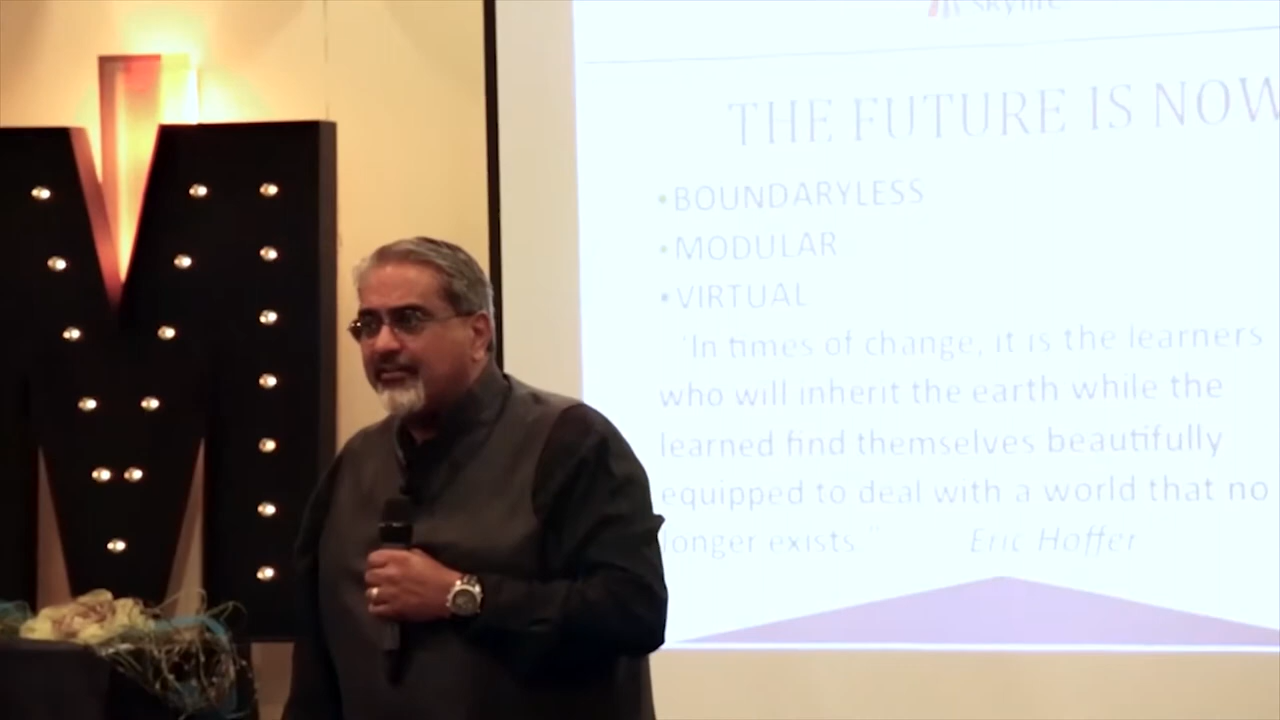 M
THE FUTURE IS NOW
•BOUNDARYLESS
•MODULAR
•VIRTUAL
"In times of change, it is the learners
who will inherit the earth while the
learned find themselves beautifully
equipped to deal with a world that no
longer exists." Eric Hoffer